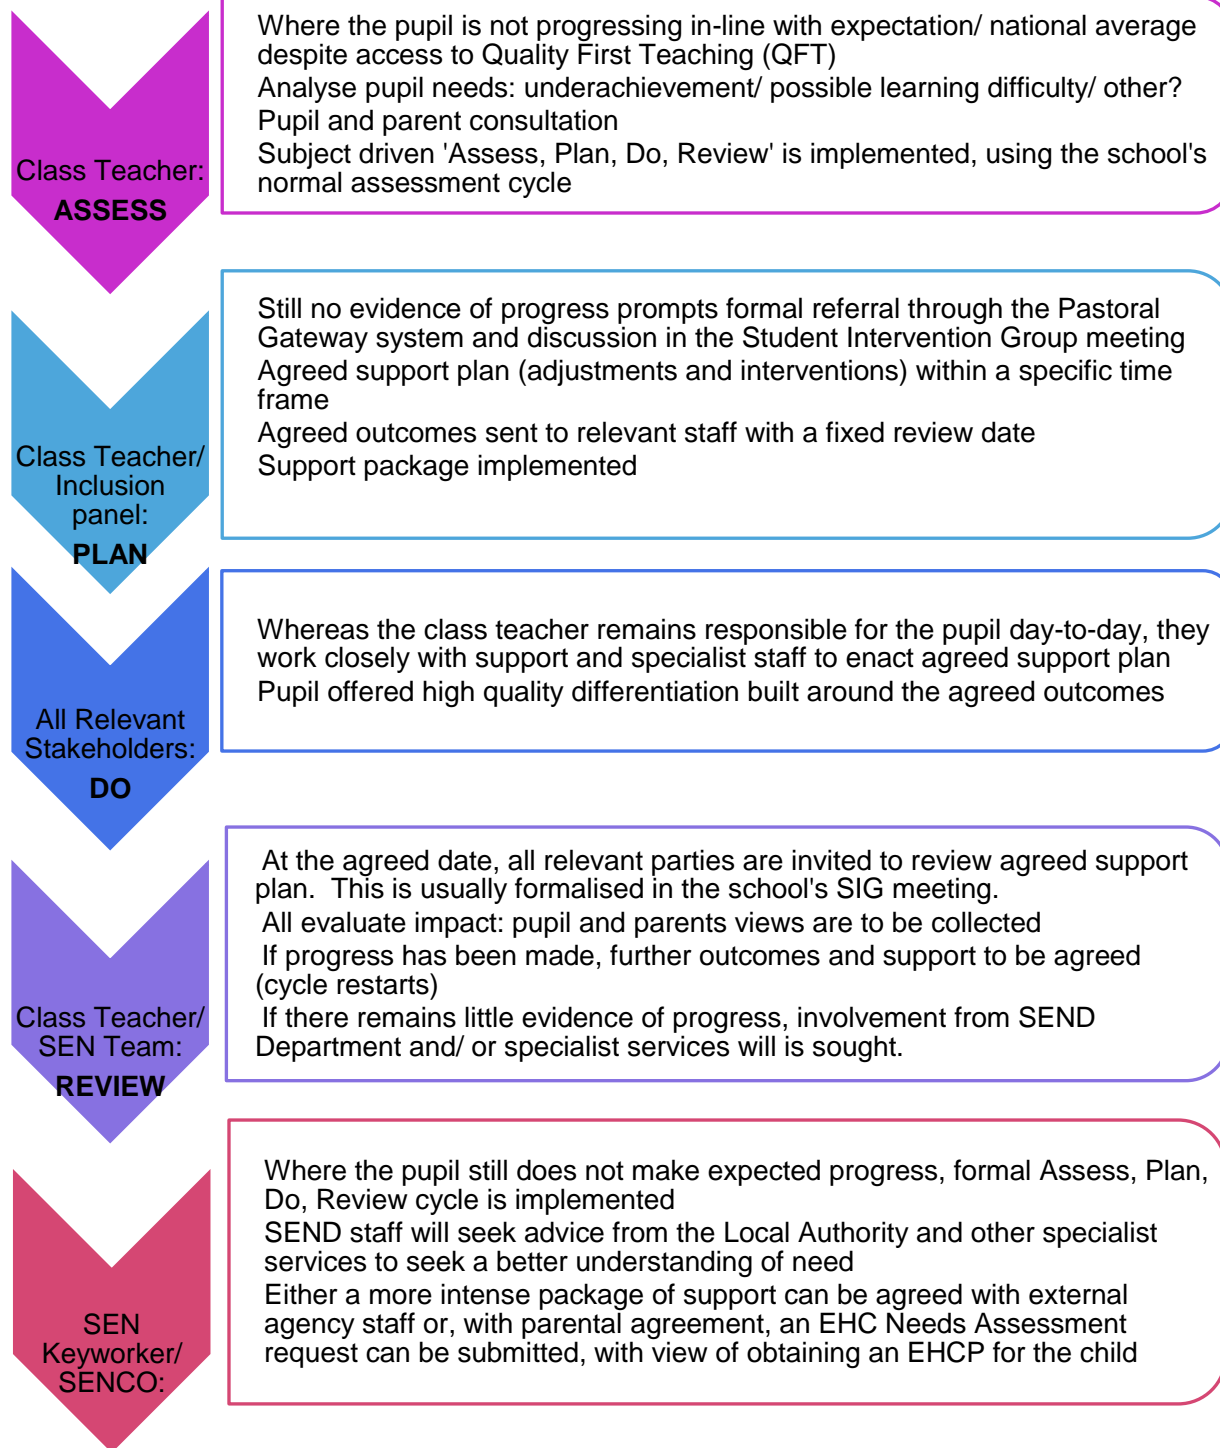 Class Teacher:
ASSESS
Where the pupil is not progressing in-line with expectation/ national average
despite access to Quality First Teaching (QFT)
Analyse pupil needs: underachievement/ possible learning difficulty/ other?
Pupil and parent consultation
Subject driven 'Assess, Plan, Do, Review' is implemented, using the school's
normal assessment cycle
Class Teacher/
Inclusion
panel:
PLAN
Still no evidence of progress prompts formal referral through the Pastoral
Gateway system and discussion in the Student Intervention Group meeting
Agreed support plan (adjustments and interventions) within a specific time
frame
Agreed outcomes sent to relevant staff with a fixed review date
Support package implemented
All Relevant
Stakeholders:
DO
Whereas the class teacher remains responsible for the pupil day-to-day, they
work closely with support and specialist staff to enact agreed support plan
Pupil offered high quality differentiation built around the agreed outcomes
Class Teacher/
SEN Team:
REVIEW
At the agreed date, all relevant parties are invited to review agreed support
plan.  This is usually formalised in the school's SIG meeting.
All evaluate impact: pupil and parents views are to be collected
If progress has been made, further outcomes and support to be agreed
(cycle restarts)
If there remains little evidence of progress, involvement from SEND
Department and/ or specialist services will is sought.
SEN
Keyworker/
SENCO:
Where the pupil still does not make expected progress, formal Assess, Plan,
Do, Review cycle is implemented
SEND staff will seek advice from the Local Authority and other specialist
services to seek a better understanding of need
Either a more intense package of support can be agreed with external
agency staff or, with parental agreement, an EHC Needs Assessment
request can be submitted, with view of obtaining an EHCP for the child